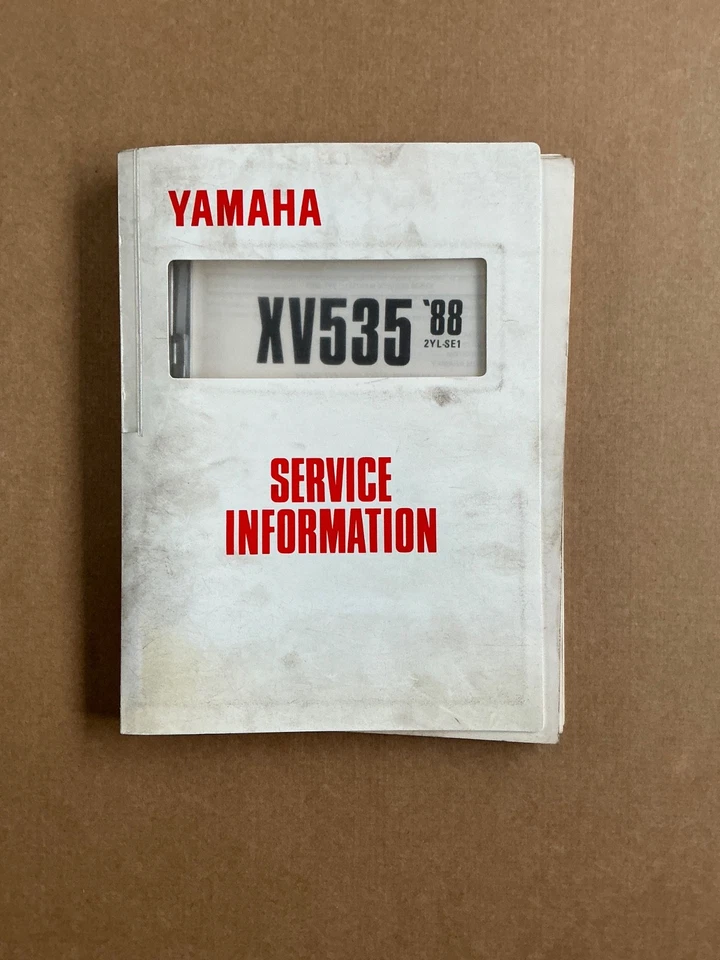 YAMAHA
XV535 '88
2YL-SE1
SERVICE
INFORMATION